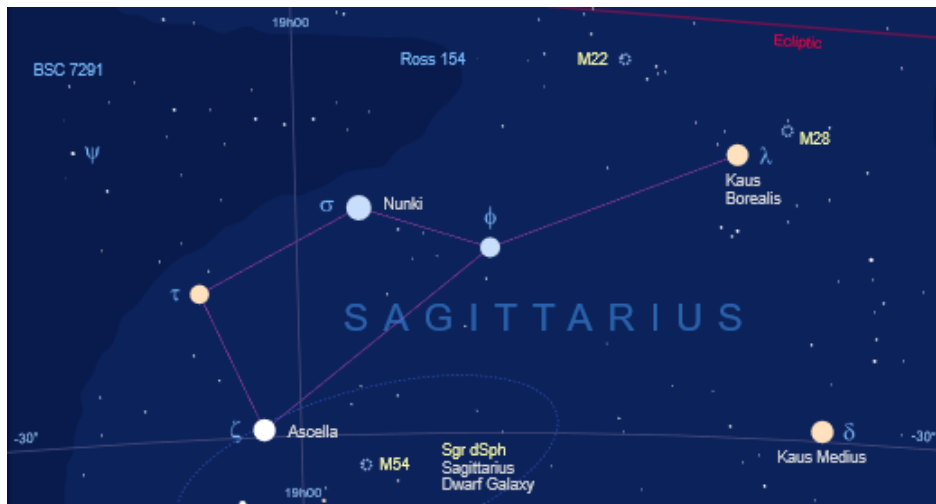 19h00
Ecliptic
Ross 154
M22
BSC 7291
M28
ψ
λ
Kaus
Borealis
σ
Nunki
ϕ
τ
SAGITTARIUS
ζ
Ascella
-30°
δ
-30°
Sgr dSph
Sagittarius
Dwarf Galaxy
Kaus Medius
M54
19h00